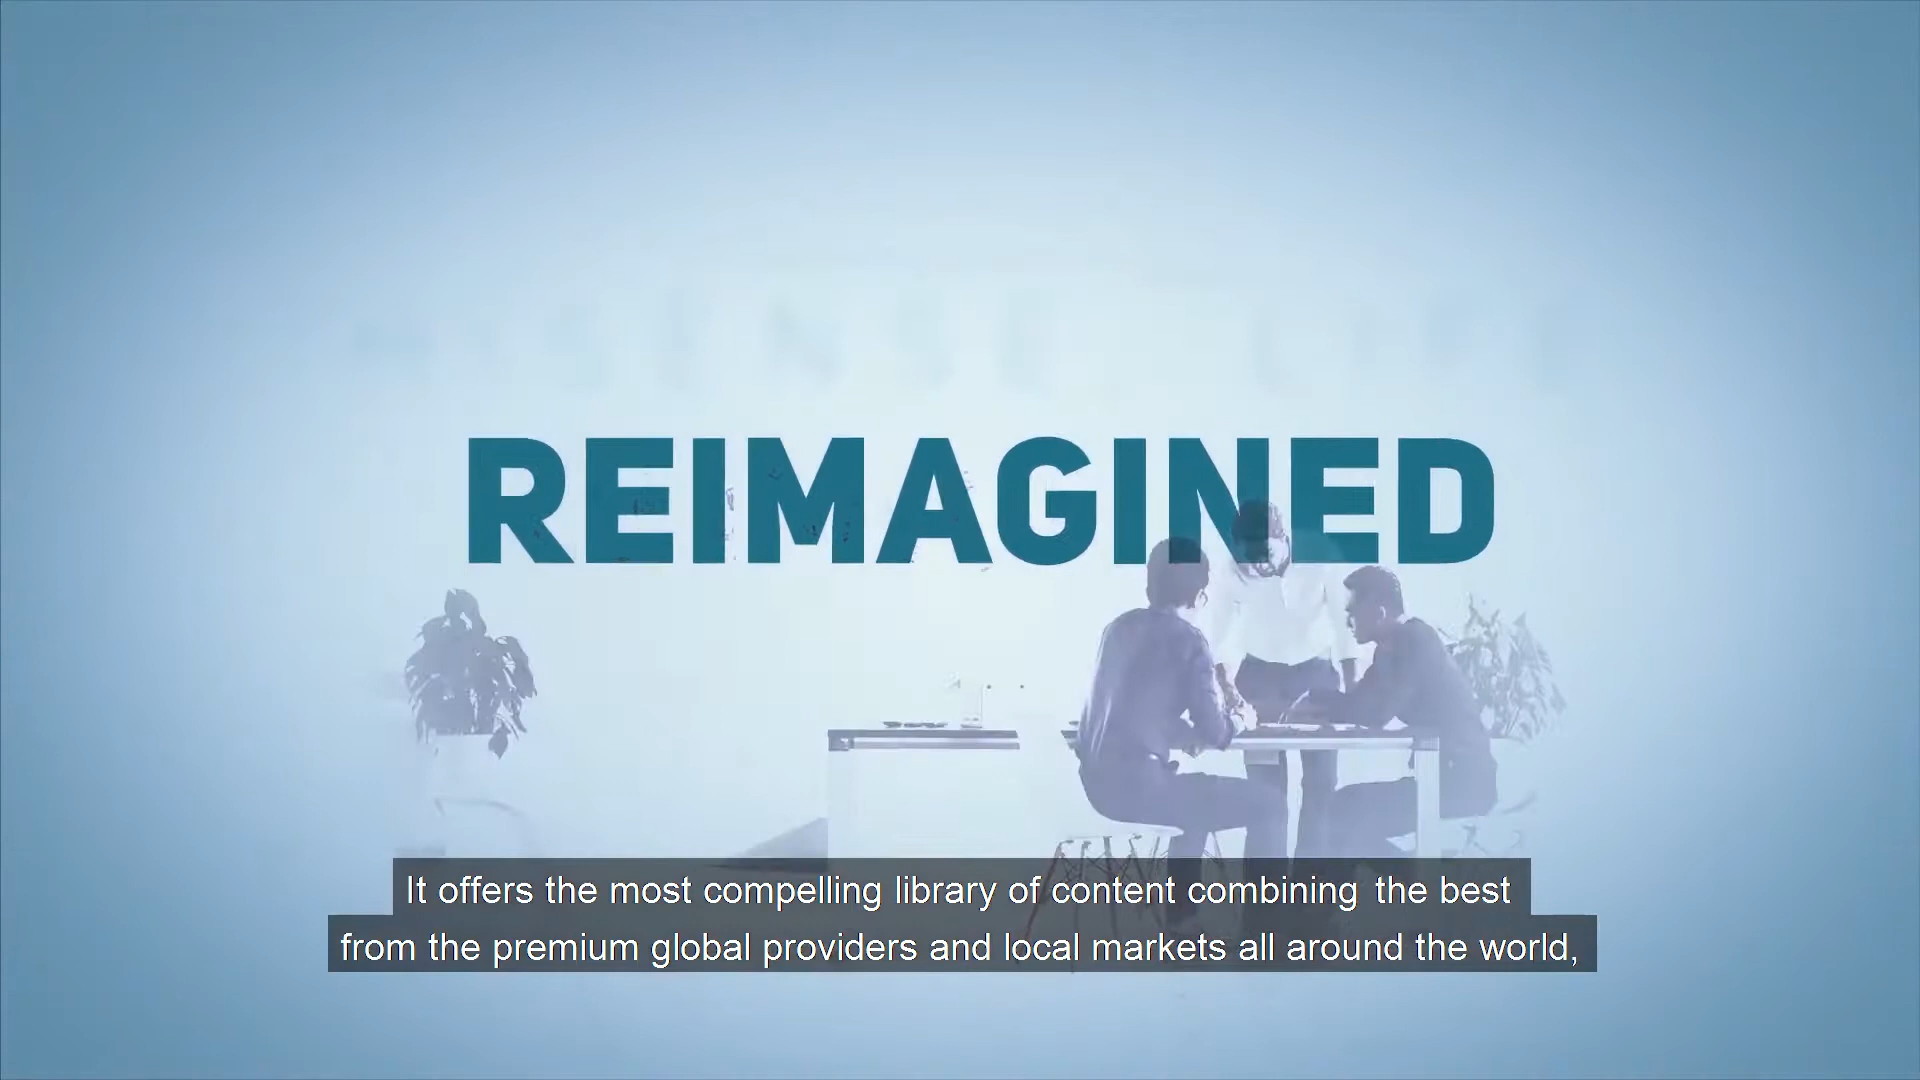 REIMAGINED
It offers the most compelling library of content combining the best
from the premium global providers and local markets all around the world,